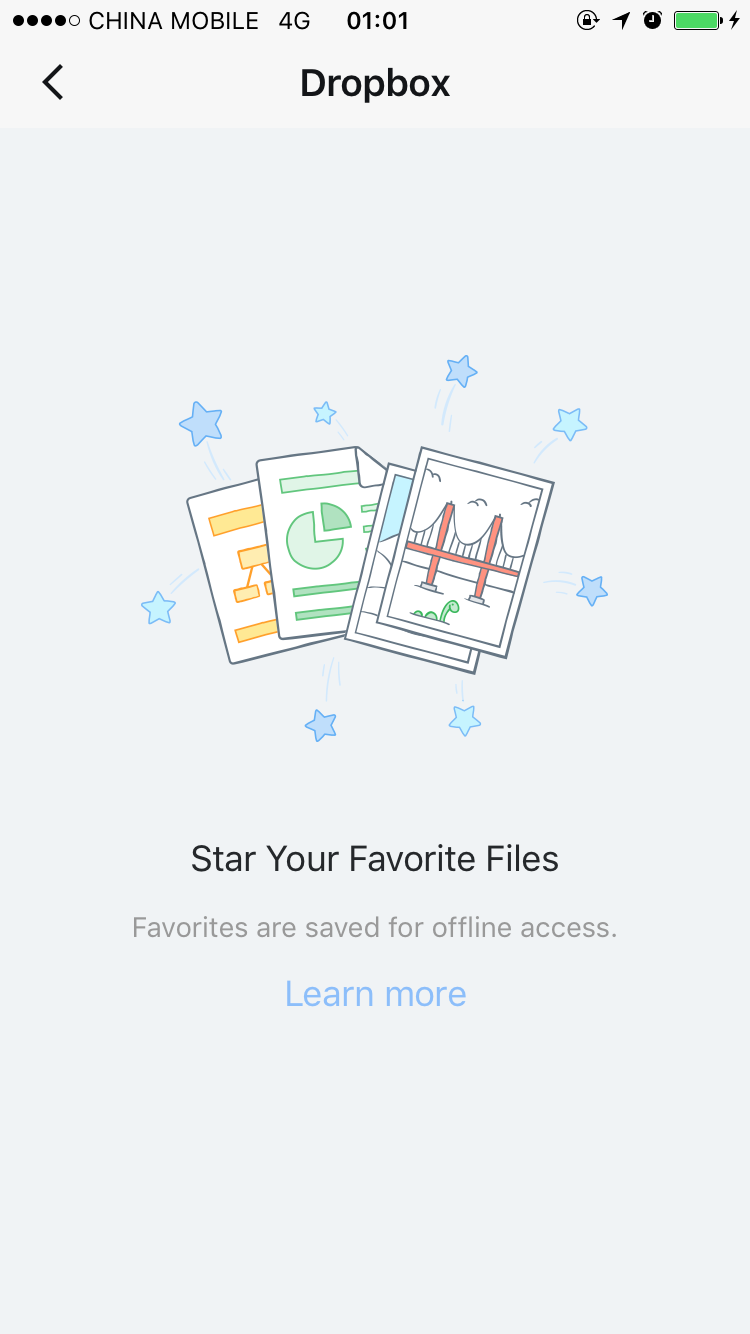 CHINA MOBILE 4G 01:01
Dropbox
Star Your Favorite Files
Favorites are saved for offline access.
Learn more